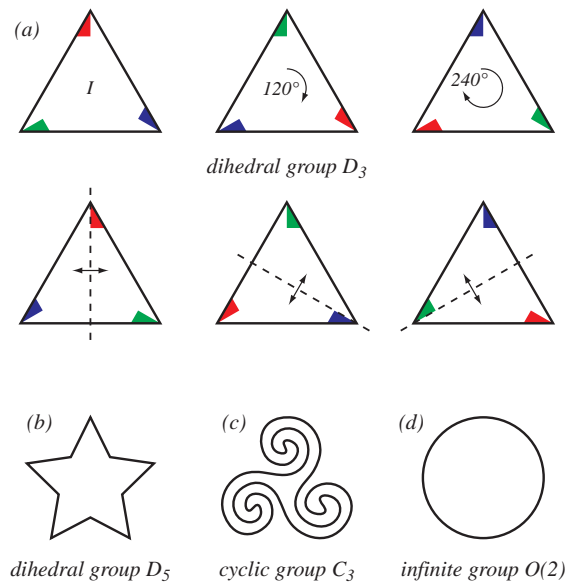 (a)
I
120°
240°
dihedral group D3
(b)
(c)
(d)
dihedral group D5
cyclic group C3
infinite group O(2)